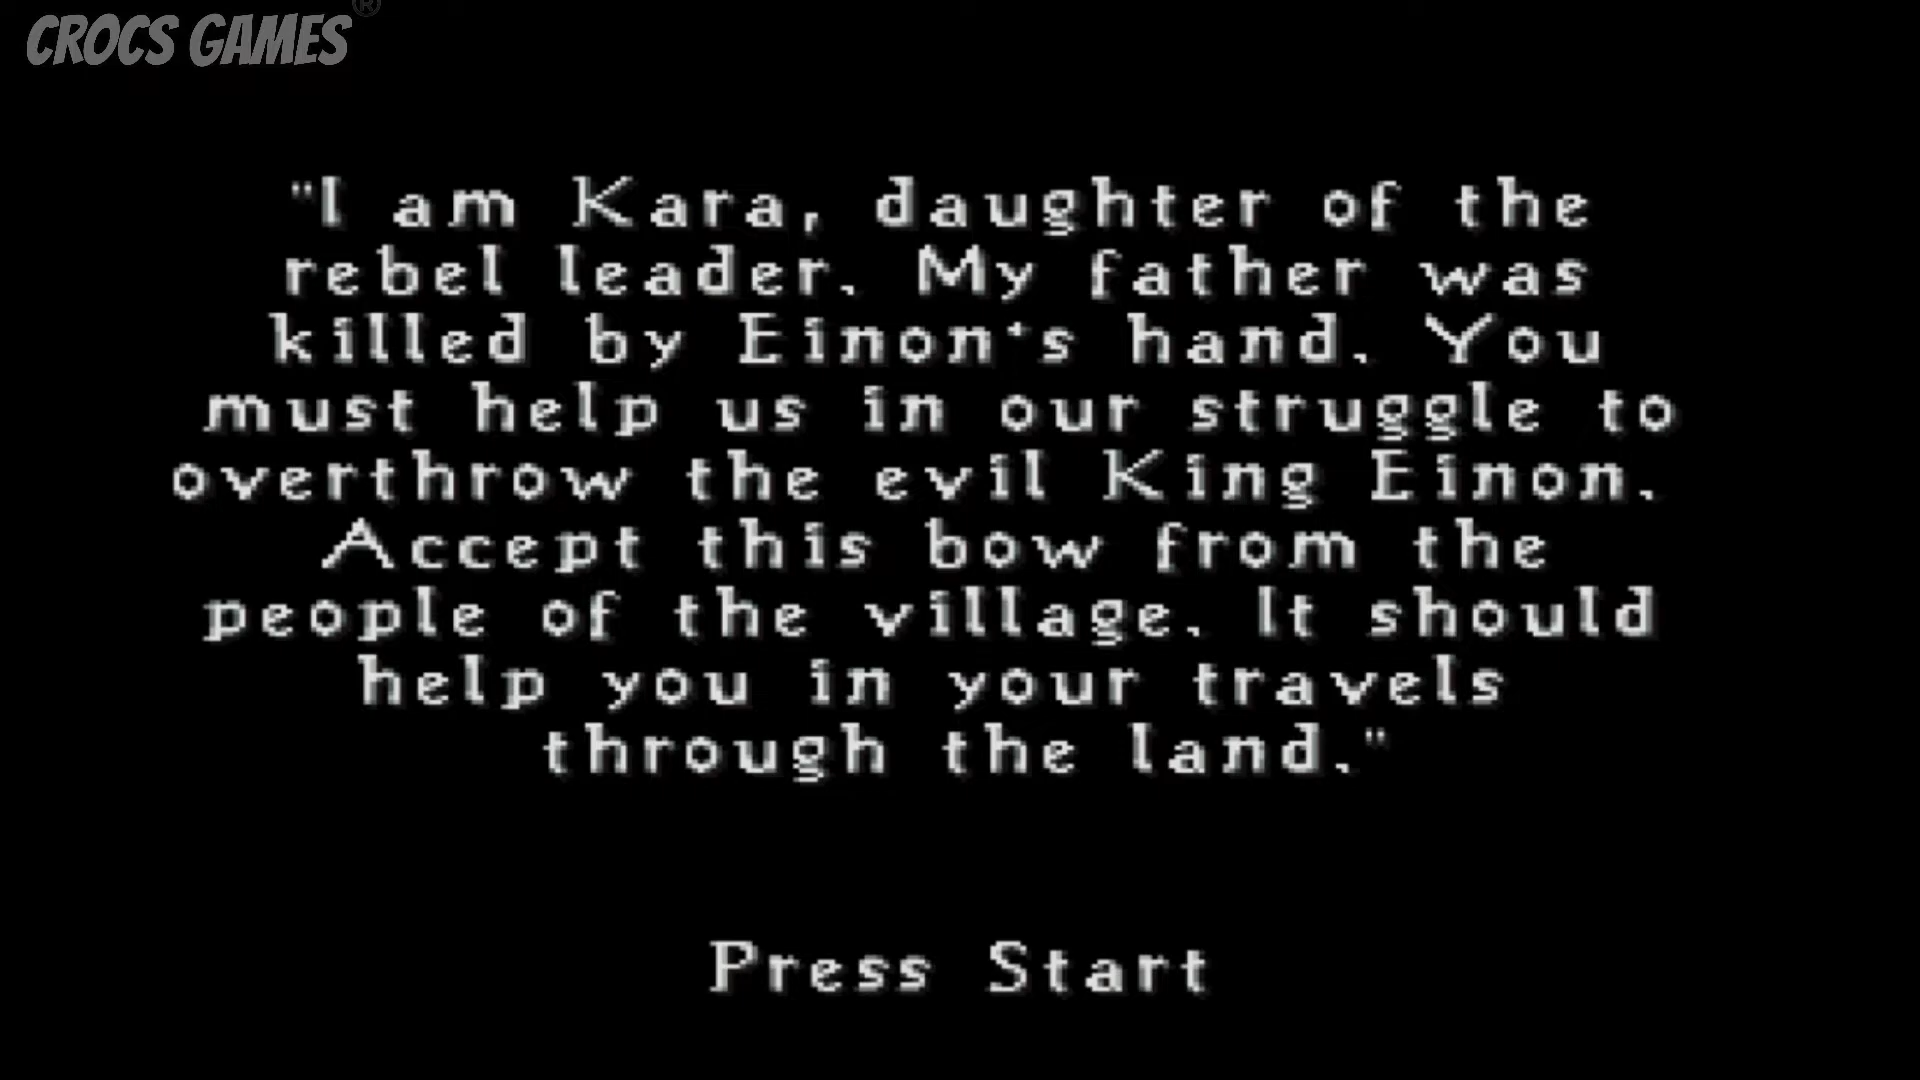 CROCS GAMES®
"I am Kara, daughter of the
rebel leader. My father was
killed by Einon's hand. You
must help us in our struggle to
overthrow the evil King Einon.
Accept this bow from the
people of the village. It should
help you in your travels
through the land."
Press Start